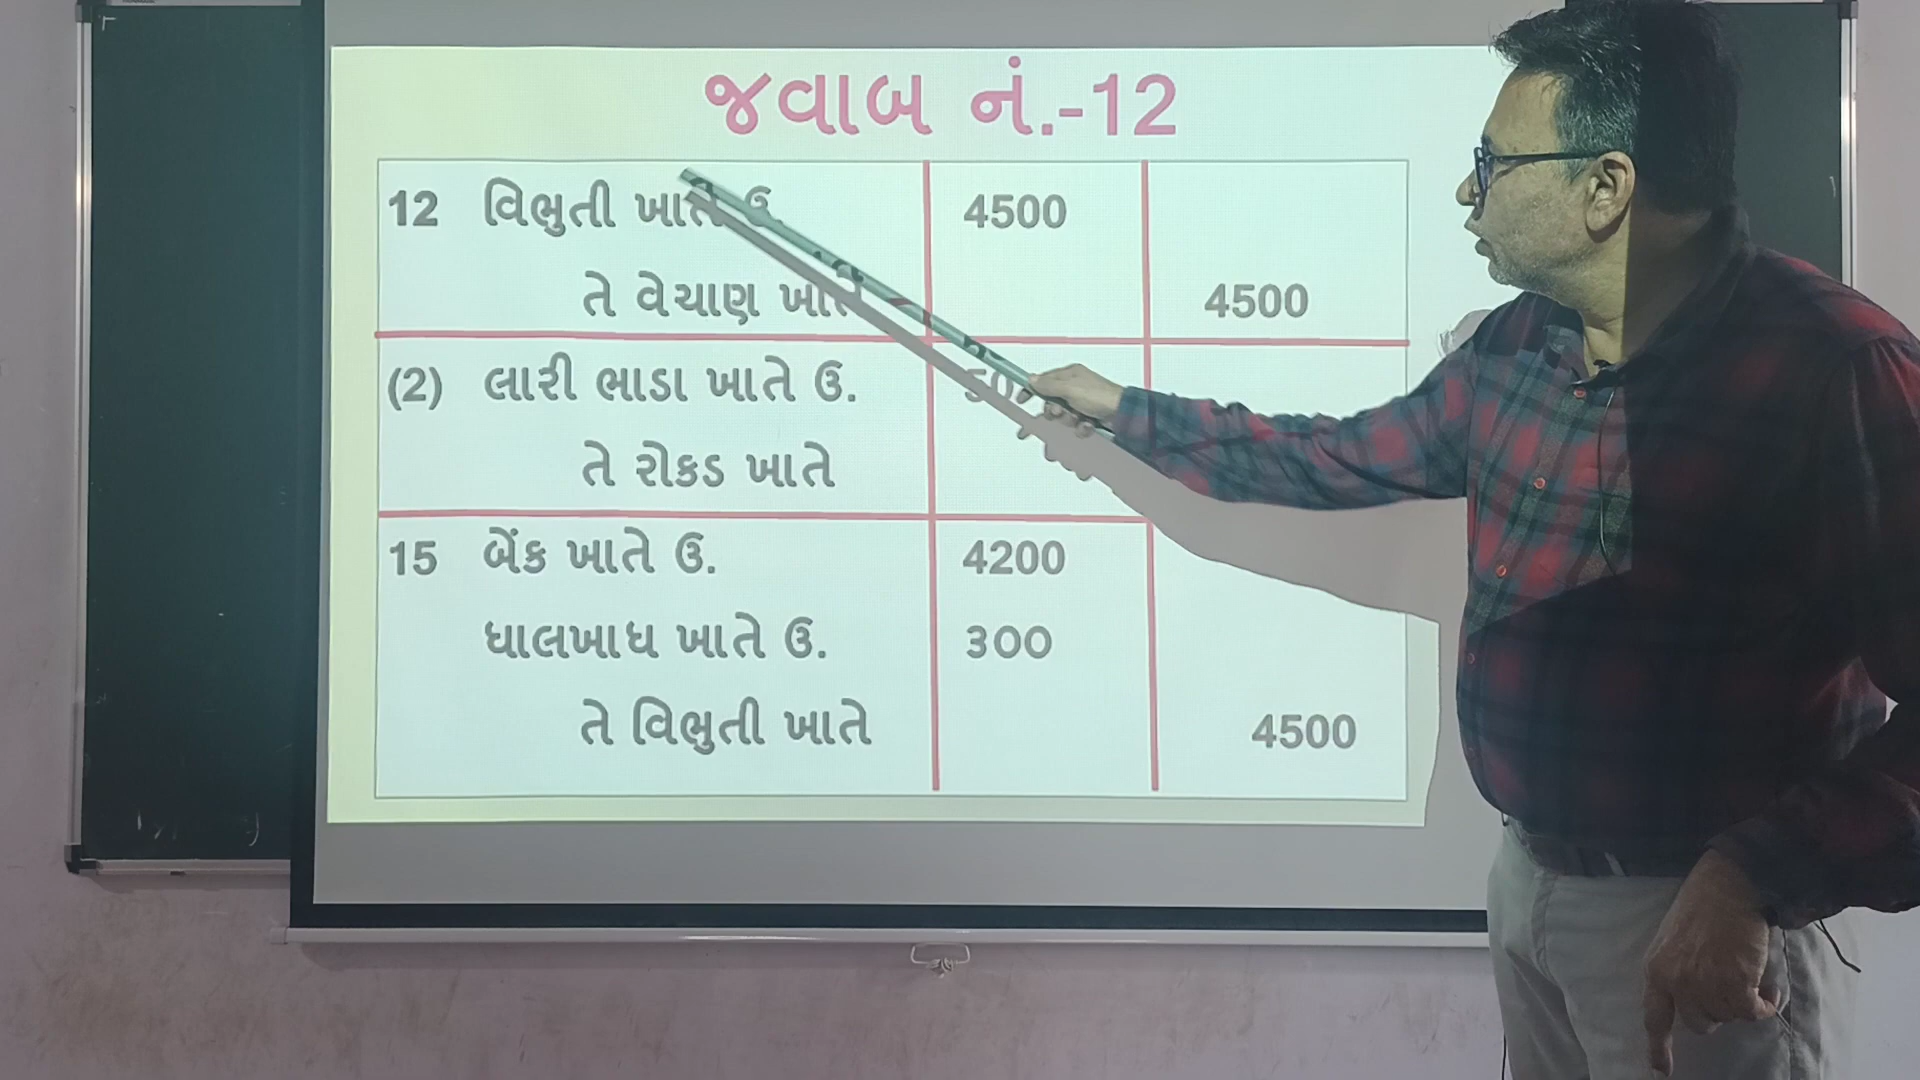 જવાબ નં.-12
12 વિભુતી ખાતે ઉ. 4500
તે વેચાણ ખાતે 4500
(2) લારી ભાડા ખાતે ઉ.
તે રોકડ ખાતે
15 બેંક ખાતે ઉ. 4200
ઘાલખાધ ખાતે ઉ. 300
તે વિભુતી ખાતે 4500